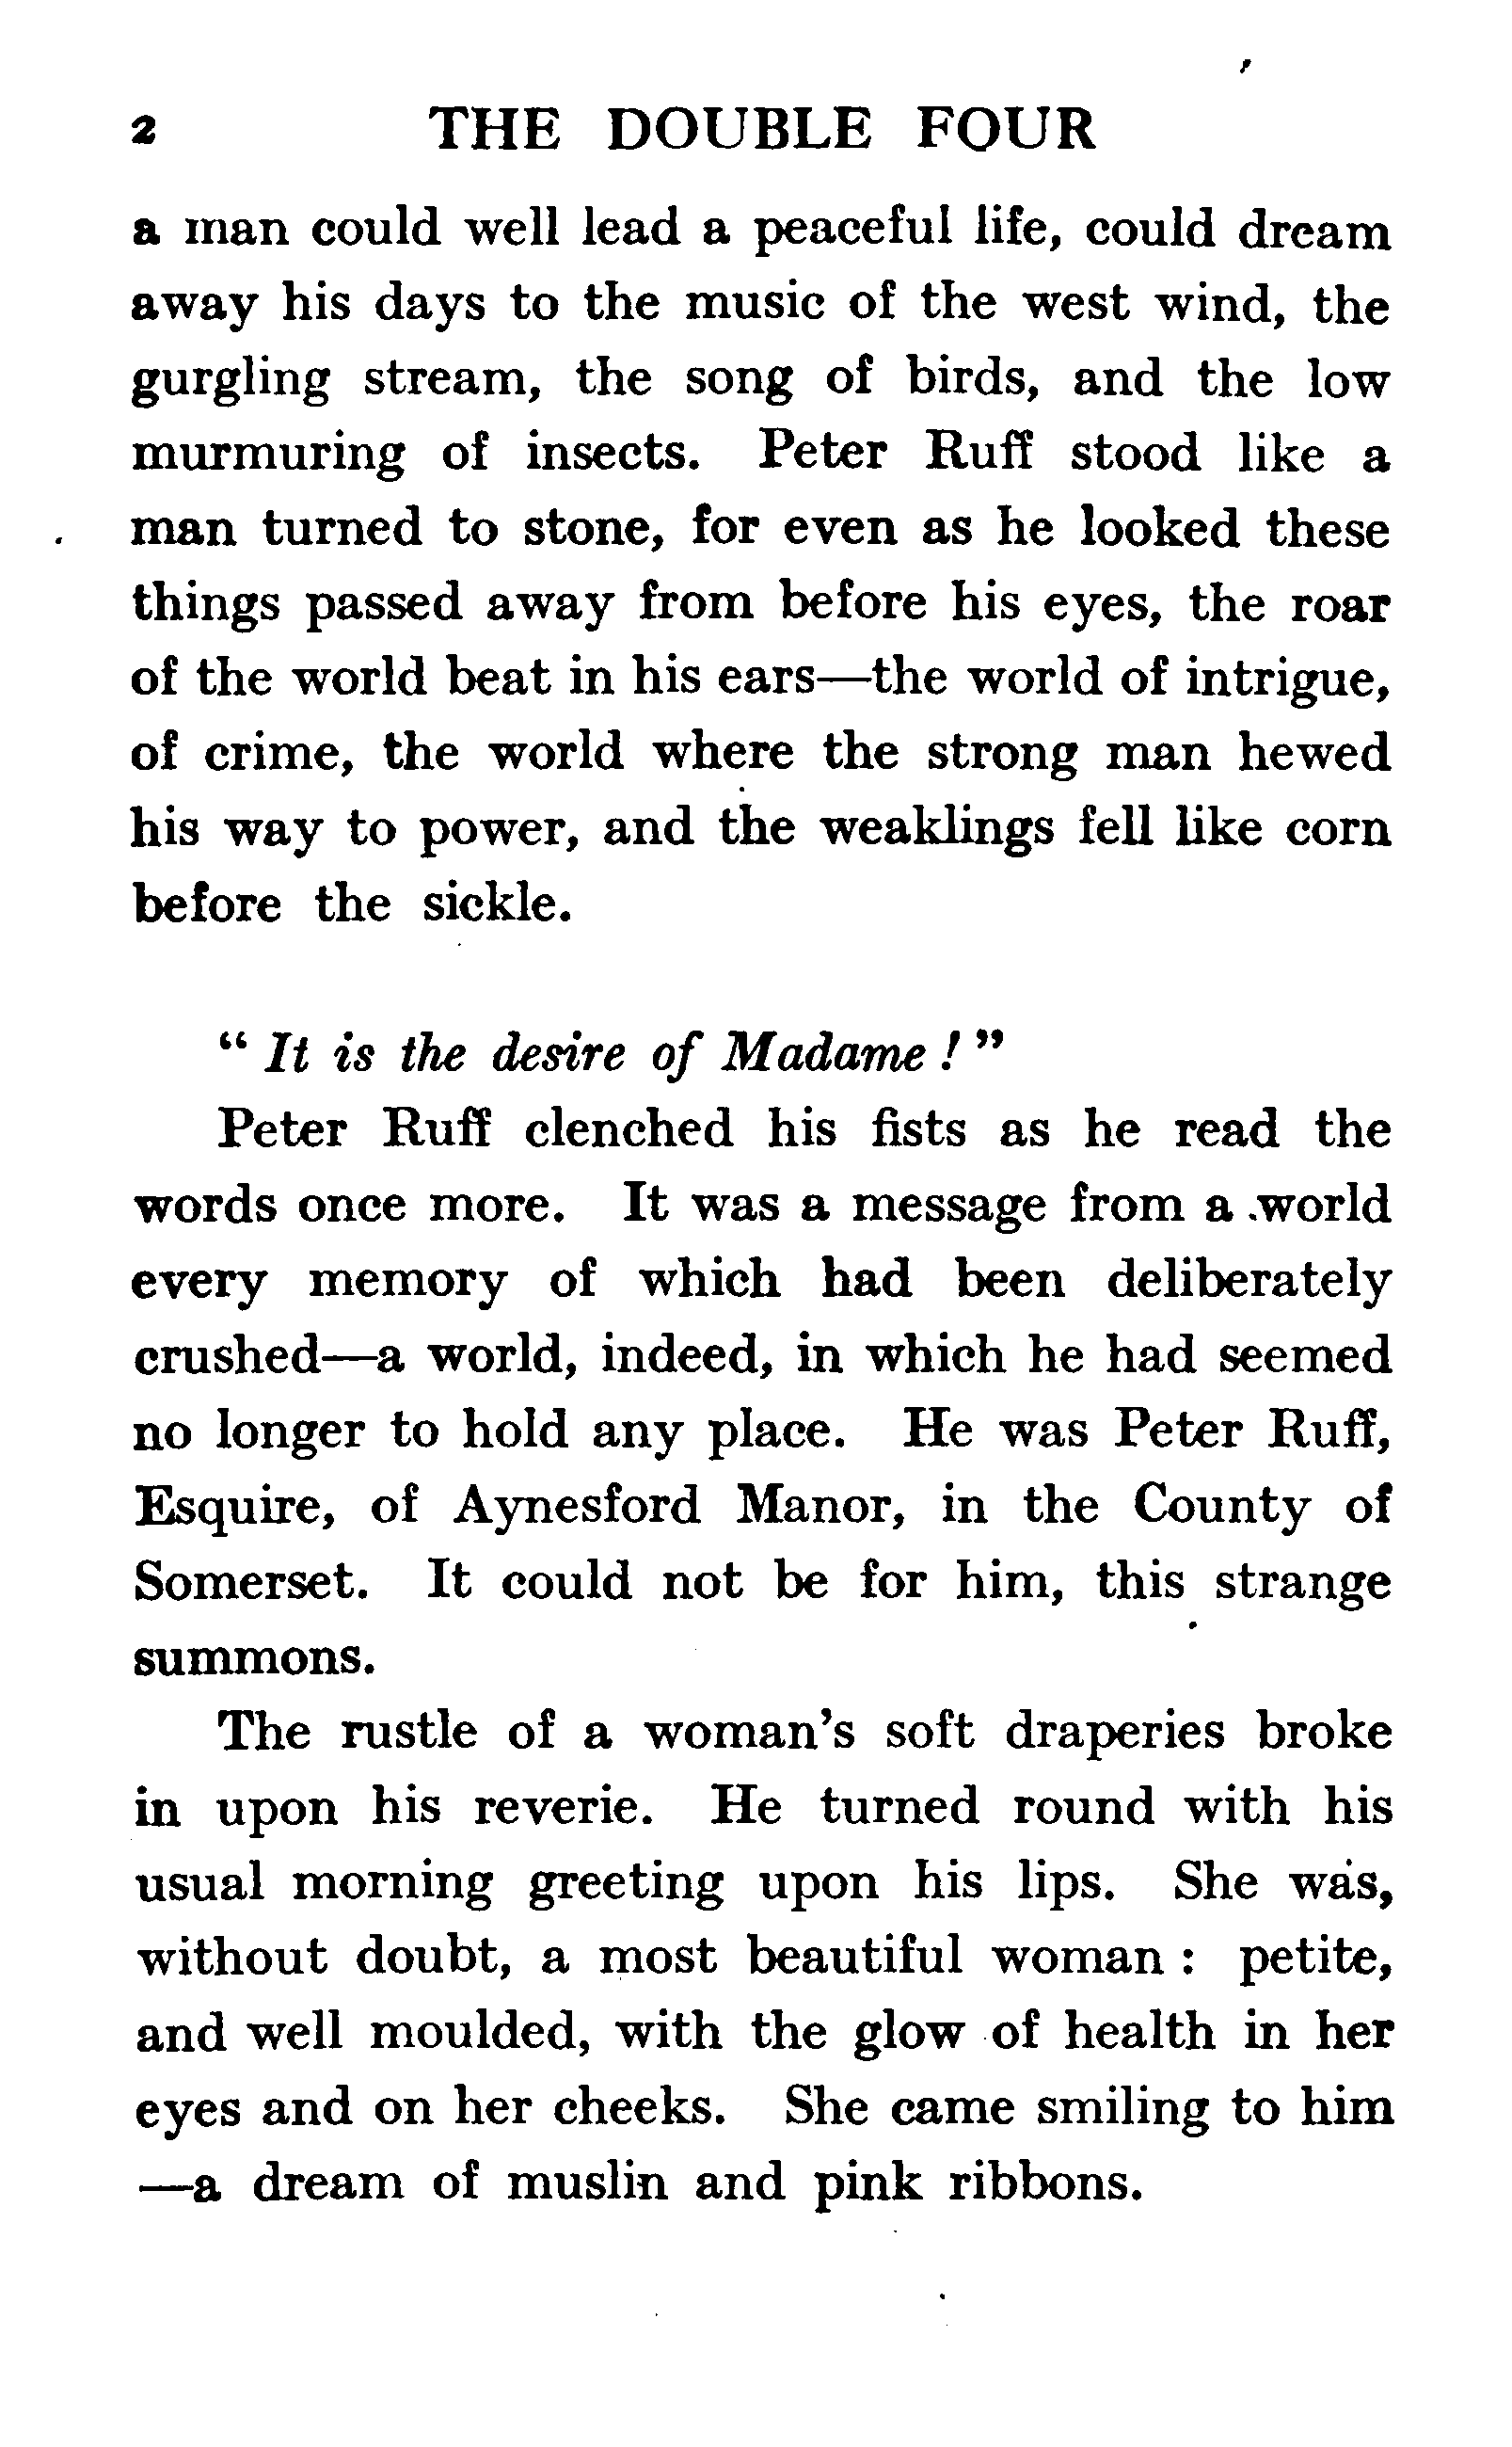 2 THE DOUBLE FOUR
a man could well lead a peaceful life, could dream
away his days to the music of the west wind, the
gurgling stream, the song of birds, and the low
murmuring of insects. Peter Ruff stood like a
man turned to stone, for even as he looked these
things passed away from before his eyes, the roar
of the world beat in his ears—the world of intrigue,
of crime, the world where the strong man hewed
his way to power, and the weaklings fell like corn
before the sickle.
“ It is the desire of Madame ! ”
Peter Ruff clenched his fists as he read the
words once more. It was a message from a world
every memory of which had been deliberately
crushed—a world, indeed, in which he had seemed
no longer to hold any place. He was Peter Ruff,
Esquire, of Aynesford Manor, in the County of
Somerset. It could not be for him, this strange
summons.
The rustle of a woman's soft draperies broke
in upon his reverie. He turned round with his
usual morning greeting upon his lips. She was,
without doubt, a most beautiful woman : petite,
and well moulded, with the glow of health in her
eyes and on her cheeks. She came smiling to him
—a dream of muslin and pink ribbons.